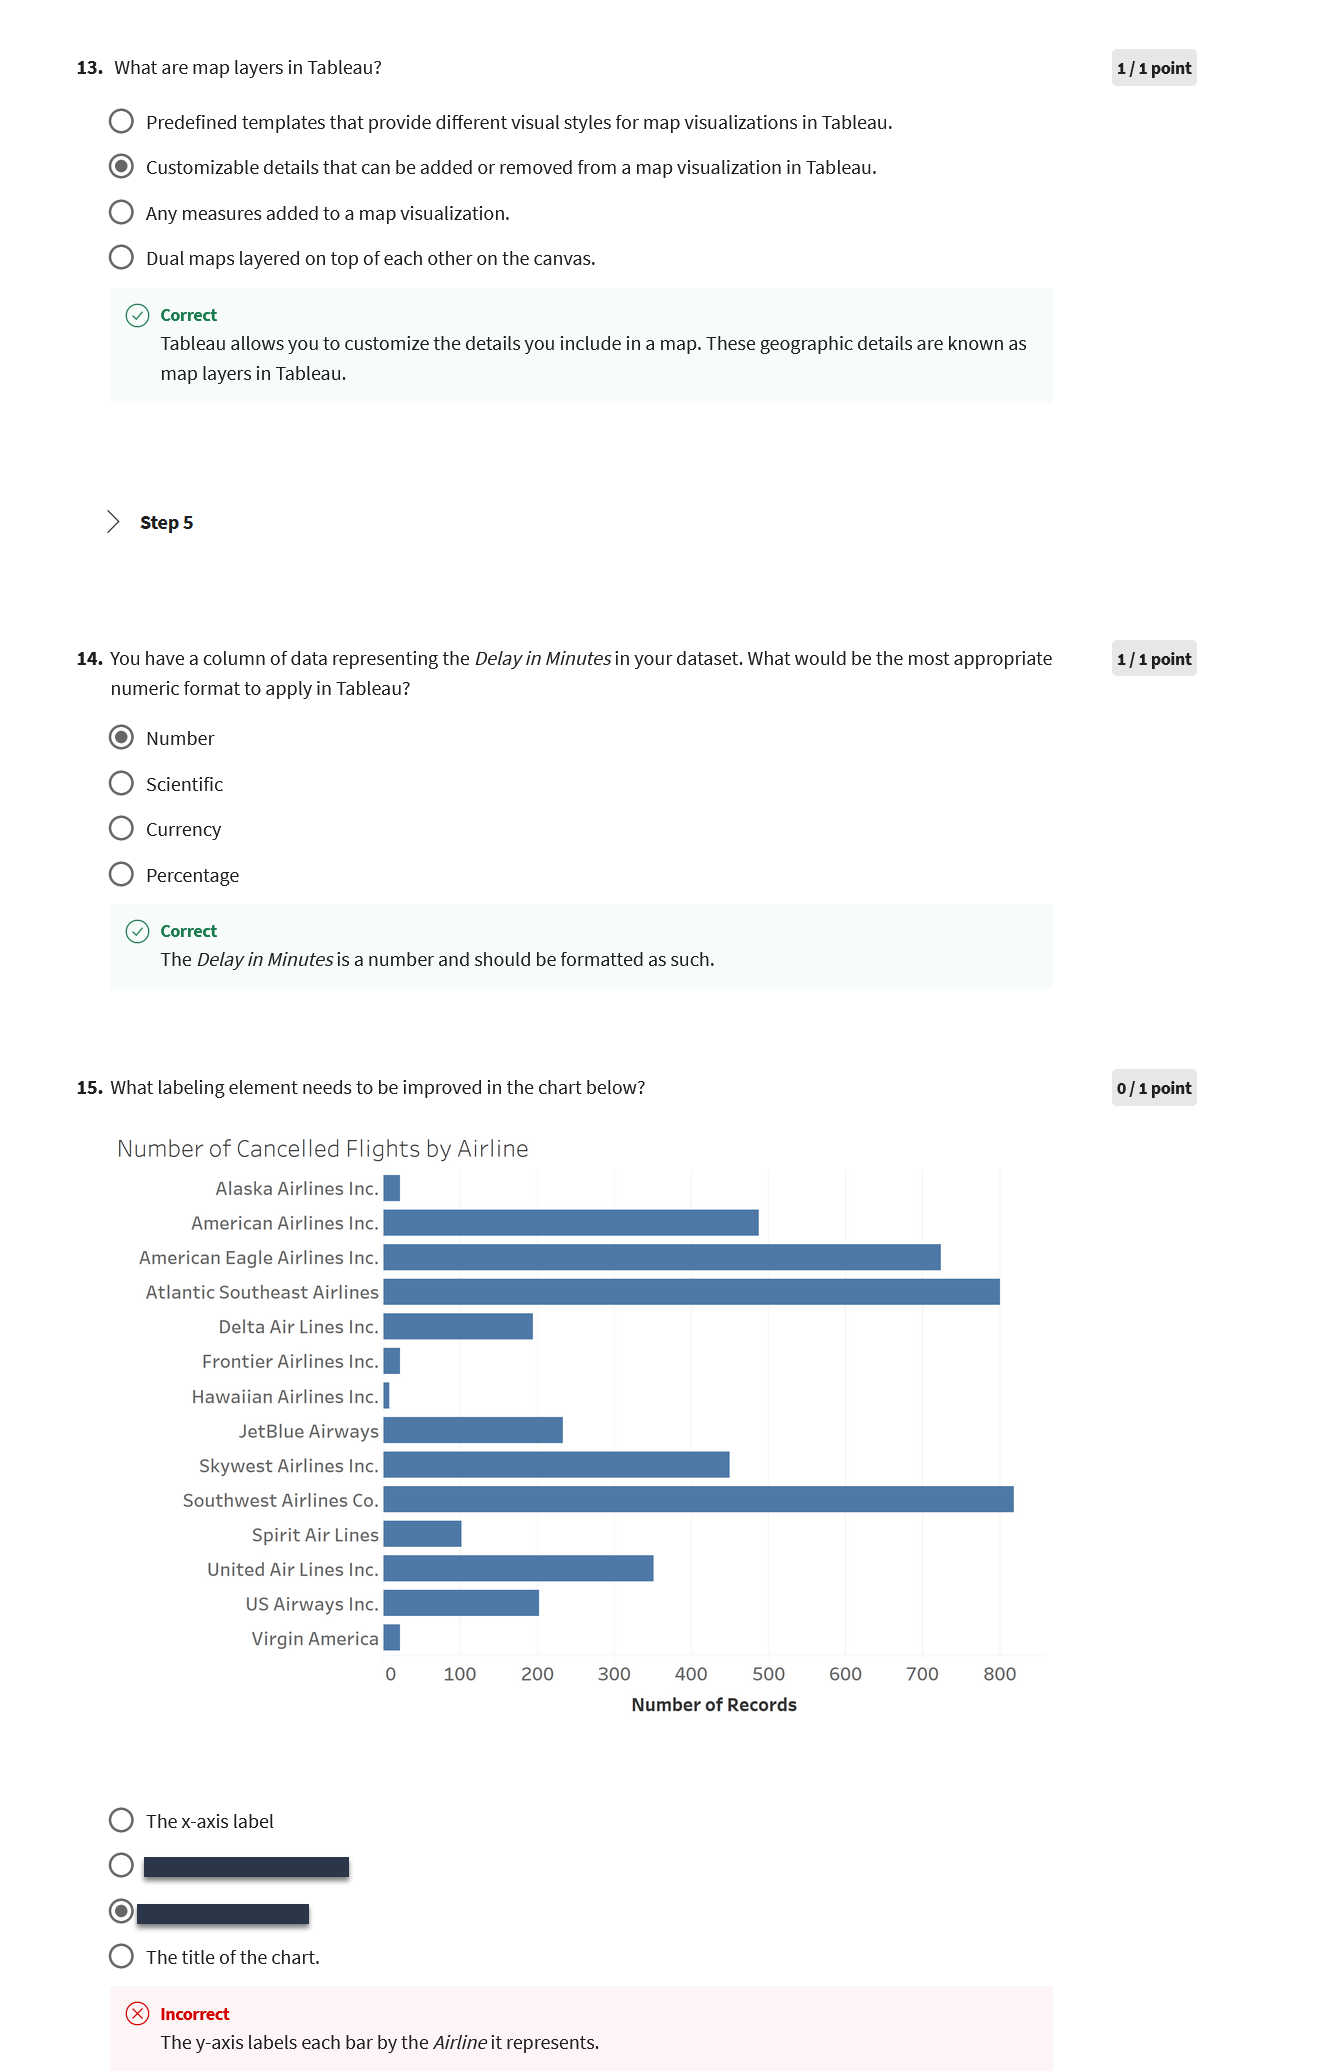 13. What are map layers in Tableau?
1 / 1 point
Predefined templates that provide different visual styles for map visualizations in Tableau.
Customizable details that can be added or removed from a map visualization in Tableau.
Any measures added to a map visualization.
Dual maps layered on top of each other on the canvas.
Correct
Tableau allows you to customize the details you include in a map. These geographic details are known as
map layers in Tableau.
Step 5
14. You have a column of data representing the Delay in Minutes in your dataset. What would be the most appropriate
numeric format to apply in Tableau?
1 / 1 point
Number
Scientific
Currency
Percentage
Correct
The Delay in Minutes is a number and should be formatted as such.
15. What labeling element needs to be improved in the chart below?
0 / 1 point
Number of Cancelled Flights by Airline
Alaska Airlines Inc.
American Airlines Inc.
American Eagle Airlines Inc.
Atlantic Southeast Airlines
Delta Air Lines Inc.
Frontier Airlines Inc.
Hawaiian Airlines Inc.
JetBlue Airways
Skywest Airlines Inc.
Southwest Airlines Co.
Spirit Air Lines
United Air Lines Inc.
US Airways Inc.
Virgin America
0 100 200 300 400 500 600 700 800
Number of Records
The x-axis label
The title of the chart.
Incorrect
The y-axis labels each bar by the Airline it represents.